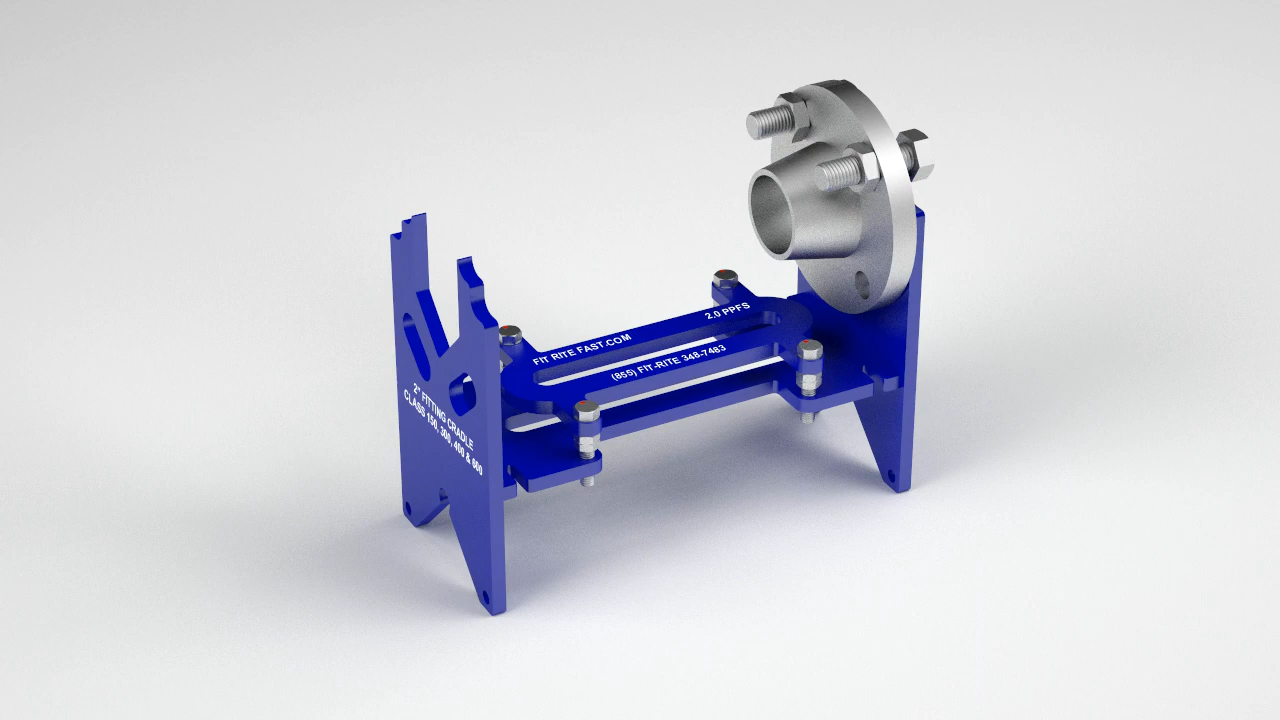 FIT RITE FAST.COM
2.0 PPFS
(855) FIT-RITE 348-7483
2" FITTING CRADLE
CLASS 150, 300, 400 & 600